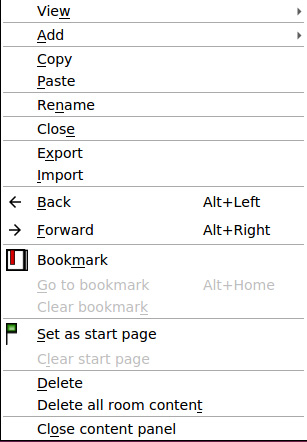 View
Add
Copy
Paste
Rename
Close
Export
Import
Back Alt+Left
Forward Alt+Right
Bookmark
Go to bookmark Alt+Home
Clear bookmark
Set as start page
Clear start page
Delete
Delete all room content
Close content panel